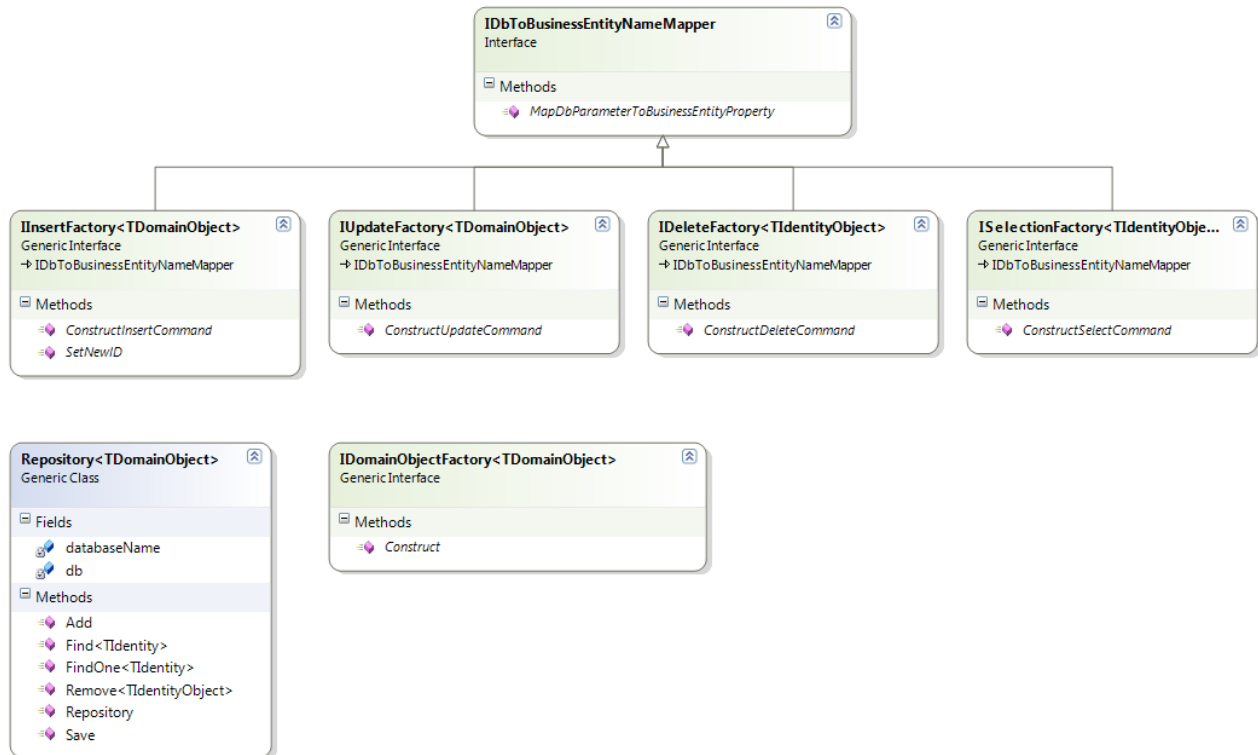 IDbToBusinessEntityNameMapper
Interface
Methods
MapDbParameterToBusinessEntityProperty
IInsertFactory<TDomainObject>
Generic Interface
IDbToBusinessEntityNameMapper
Methods
ConstructInsertCommand
SetNewID
IUpdateFactory<TDomainObject>
Generic Interface
IDbToBusinessEntityNameMapper
Methods
ConstructUpdateCommand
IDeleteFactory<TIdentityObject>
Generic Interface
IDbToBusinessEntityNameMapper
Methods
ConstructDeleteCommand
ISelectionFactory<TIdentityObje...
Generic Interface
IDbToBusinessEntityNameMapper
Methods
ConstructSelectCommand
Repository<TDomainObject>
Generic Class
Fields
databaseName
db
Methods
Add
Find<TIdentity>
FindOne<TIdentity>
Remove<TIdentityObject>
Repository
Save
IDomainObjectFactory<TDomainObject>
Generic Interface
Methods
Construct